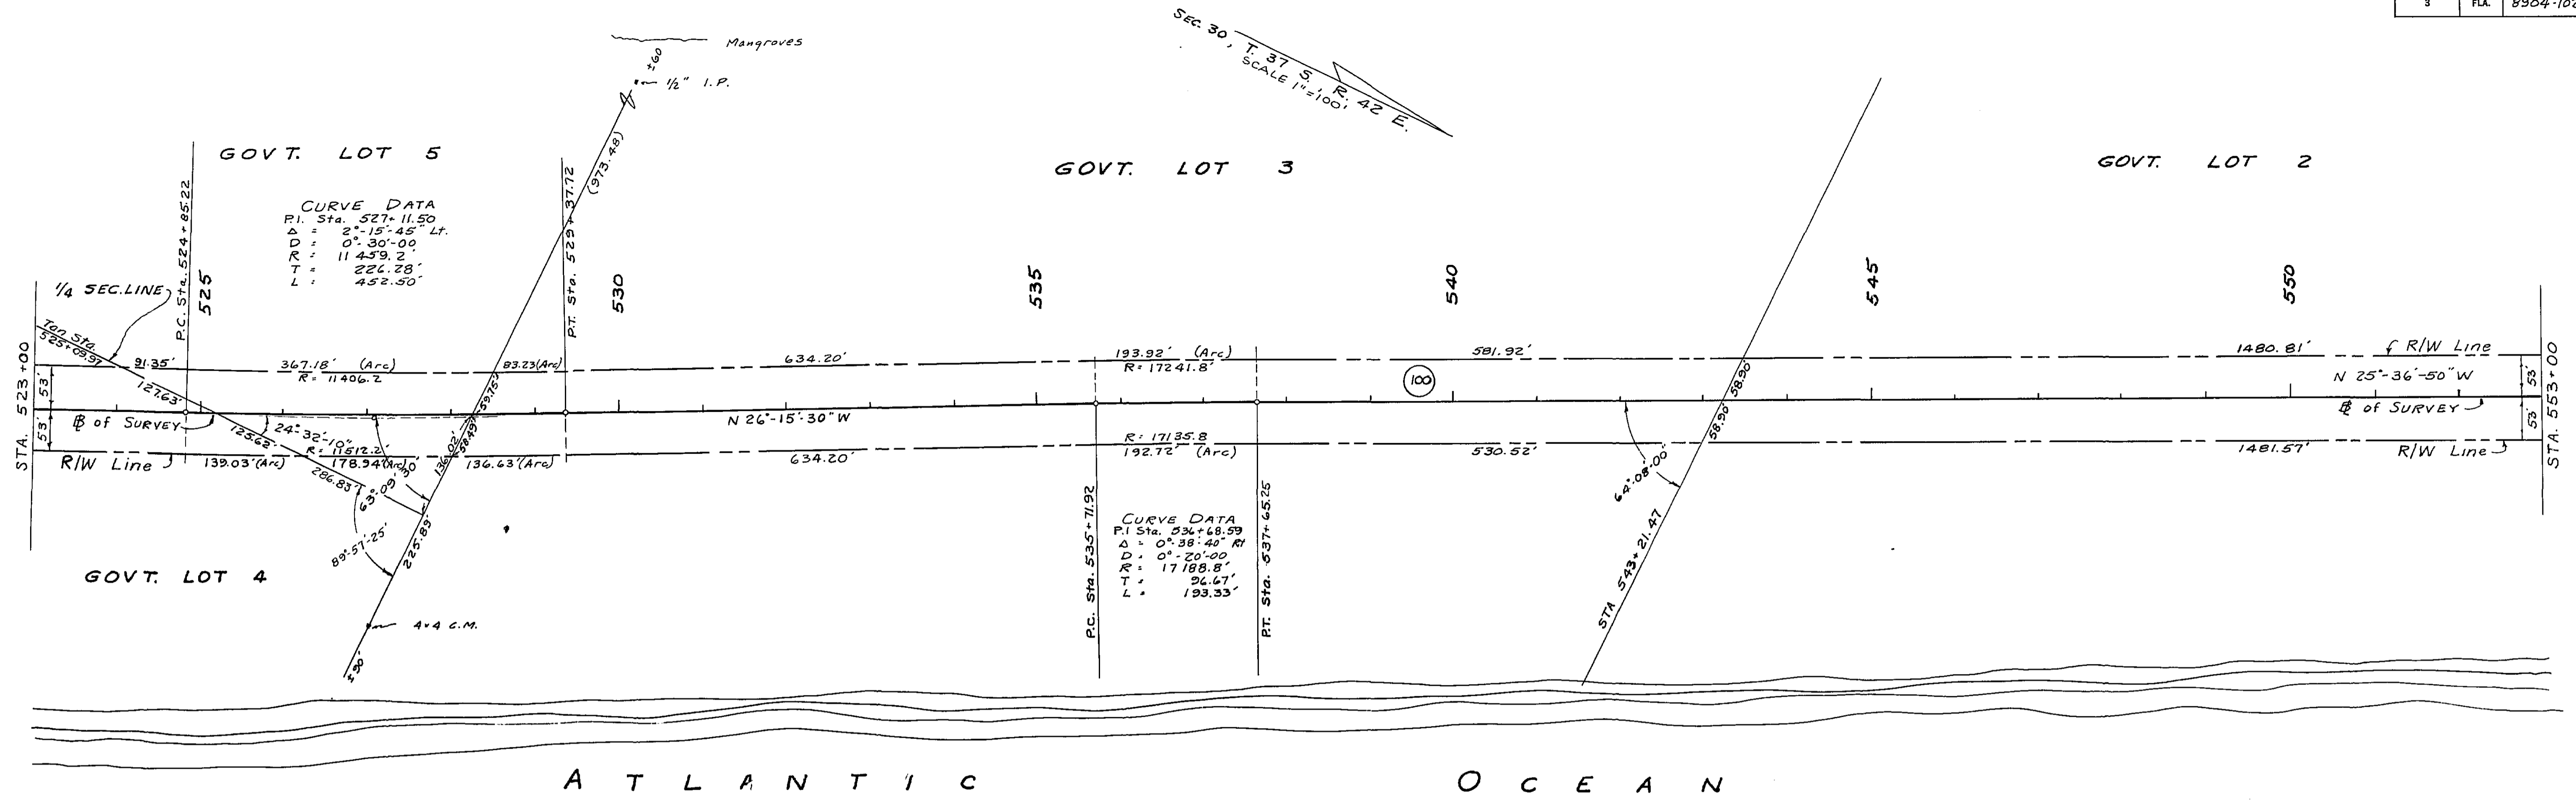 3 FLA.
Mangroves
±60
1/2" I.P.
(973.48)
SEC. 30, T. 37 S., R. 42 E.
SCALE 1"=100'
GOVT. LOT 5
GOVT. LOT 3
GOVT. LOT 2
CURVE DATA
P.I. Sta. 527+11.50
Δ = 2°-15'-45" Lt.
D = 0°-30'-00
R = 11459.2'
T = 226.28'
L = 452.50'
P.C. Sta. 524+85.22
P.T. Sta. 529+37.72
1/4 SEC. LINE
525
530
535
540
545
550
Tan Sta.
525+09.97
STA. 523+00
91.35'
367.18' (Arc)
R = 11406.2
83.23(Arc)
634.20'
193.92' (Arc)
R = 17241.8'
581.92'
1480.81'
R/W Line
N 25°-36'-50" W
STA. 553+00
53'
53'
127.63'
59.75'
100
58.90'
53'
53'
℄ of SURVEY
24°-32'-10"
N 26°-15'-30" W
℄ of SURVEY
125.62'
R = 11512.2'
136.02'
58.49'
58.90'
R = 17135.8
R/W Line
139.03'(Arc)
178.94'(Arc)
136.63'(Arc)
634.20'
192.72' (Arc)
530.52'
1481.57'
R/W Line
286.83'
64°-08'-00"
89°-57'-25"
225.89'
P.C. Sta. 535+71.92
P.T. Sta. 537+65.25
STA 543+21.47
CURVE DATA
P.I Sta. 536+68.59
Δ = 0°-38'-40" Rt
D = 0°-20'-00
R = 17188.8'
T = 96.67'
L = 193.33'
GOVT. LOT 4
4x4 C.M.
±90'
ATLANTIC OCEAN